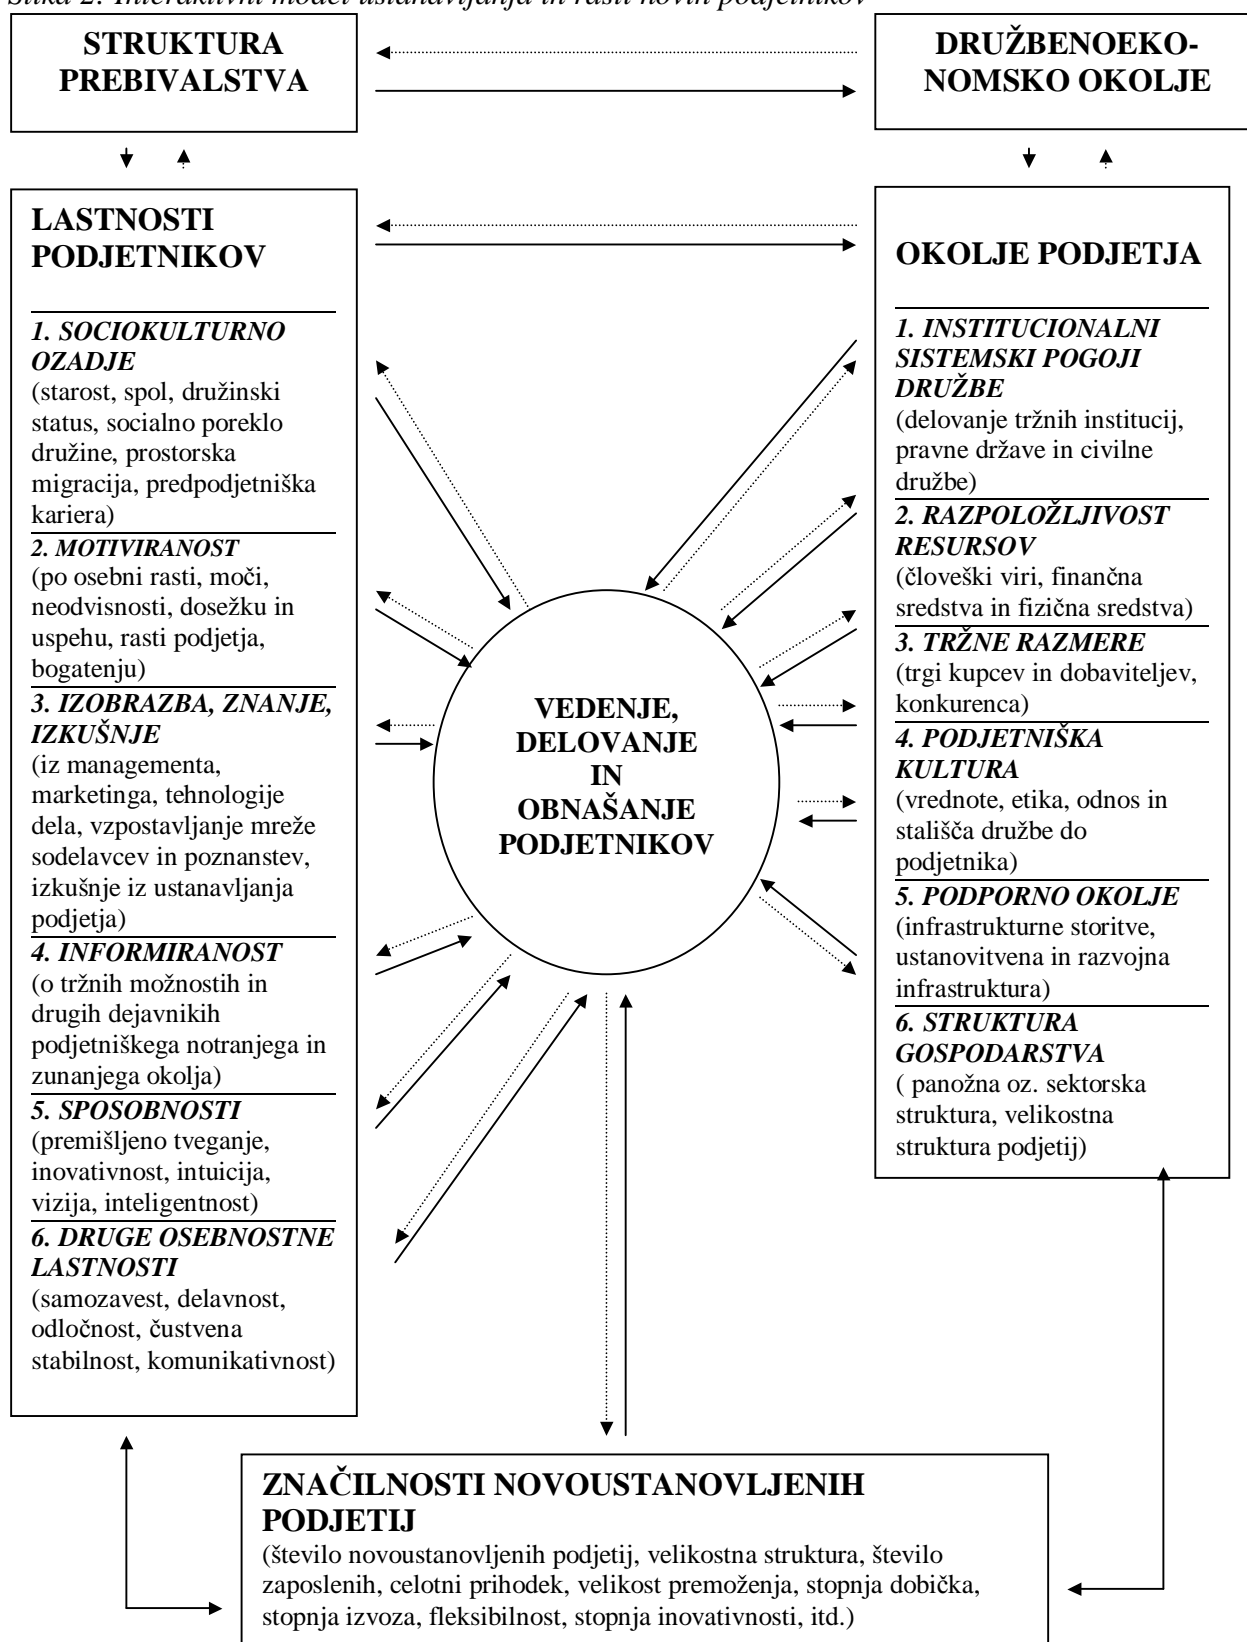 Slika 2: Interaktivni model ustanavljanja in rasti novih podjetnikov
STRUKTURA
PREBIVALSTVA
DRUŽBENOEKO-
NOMSKO OKOLJE
LASTNOSTI
PODJETNIKOV
1. SOCIOKULTURNO
OZADJE
(starost, spol, družinski
status, socialno poreklo
družine, prostorska
migracija, predpodjetniška
kariera)
2. MOTIVIRANOST
(po osebni rasti, moči,
neodvisnosti, dosežku in
uspehu, rasti podjetja,
bogatenju)
3. IZOBRAZBA, ZNANJE,
IZKUŠNJE
(iz managementa,
marketinga, tehnologije
dela, vzpostavljanje mreže
sodelavcev in poznanstev,
izkušnje iz ustanavljanja
podjetja)
4. INFORMIRANOST
(o tržnih možnostih in
drugih dejavnikih
podjetniškega notranjega in
zunanjega okolja)
5. SPOSOBNOSTI
(premišljeno tveganje,
inovativnost, intuicija,
vizija, inteligentnost)
6. DRUGE OSEBNOSTNE
LASTNOSTI
(samozavest, delavnost,
odločnost, čustvena
stabilnost, komunikativnost)
VEDENJE,
DELOVANJE
IN
OBNAŠANJE
PODJETNIKOV
OKOLJE PODJETJA
1. INSTITUCIONALNI
SISTEMSKI POGOJI
DRUŽBE
(delovanje tržnih institucij,
pravne države in civilne
družbe)
2. RAZPOLOŽLJIVOST
RESURSOV
(človeški viri, finančna
sredstva in fizična sredstva)
3. TRŽNE RAZMERE
(trgi kupcev in dobaviteljev,
konkurenca)
4. PODJETNIŠKA
KULTURA
(vrednote, etika, odnos in
stališča družbe do
podjetnika)
5. PODPORNO OKOLJE
(infrastrukturne storitve,
ustanovitvena in razvojna
infrastruktura)
6. STRUKTURA
GOSPODARSTVA
( panožna oz. sektorska
struktura, velikostna
struktura podjetij)
ZNAČILNOSTI NOVOUSTANOVLJENIH
PODJETIJ
(število novoustanovljenih podjetij, velikostna struktura, število
zaposlenih, celotni prihodek, velikost premoženja, stopnja dobička,
stopnja izvoza, fleksibilnost, stopnja inovativnosti, itd.)